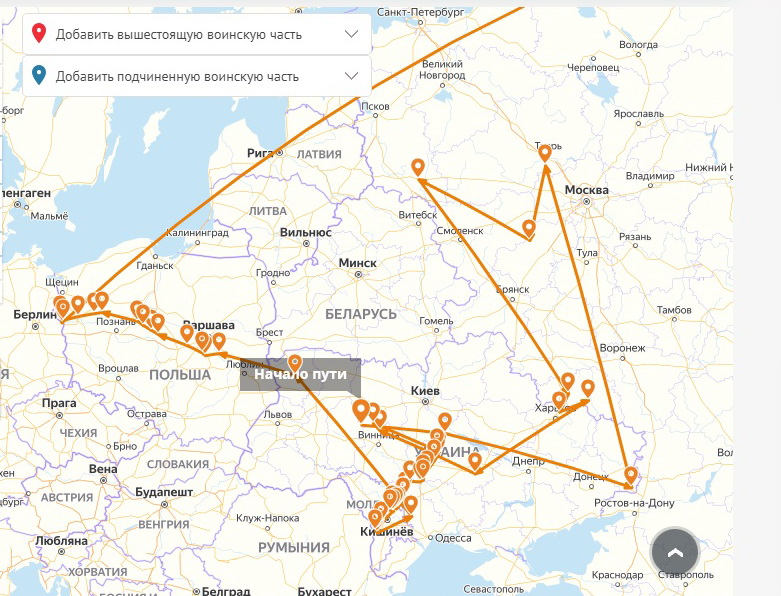 Санкт-Петербург
Добавить вышестоящую воинскую часть
Вологда
Великий
Новгород
Череповец
Добавить подчиненную воинскую часть
Псков
Ярославль
Рига
ЛАТВИЯ
Тверь
Нижний
Владимир
Москва
Мальмё
ЛИТВА
Витебск
Смоленск
Калининград
Вильнюс
Рязань
Тула
Гданьск
Минск
Гродно
Щецин
Брянск
Тамбов
Берлин
БЕЛАРУСЬ
Гомель
Познань
Варшава
Брест
Воронеж
Вроцлав
ПОЛЬША
Люблин
Начало пути
Киев
Прага
Острава
Львов
Харьков
ЧЕХИЯ
Брно
Винница
УКРАИНА
Вена
СЛОВАКИЯ
Днепр
Донецк
АВСТРИЯ
Будапешт
Ростов-на-Дону
ВЕНГРИЯ
Клуж-Напока
Кишинёв
Одесса
Любляна
РУМЫНИЯ
ХОРВАТИЯ
Краснодар
Ставрополь
Белград
Бухарест
Севастополь